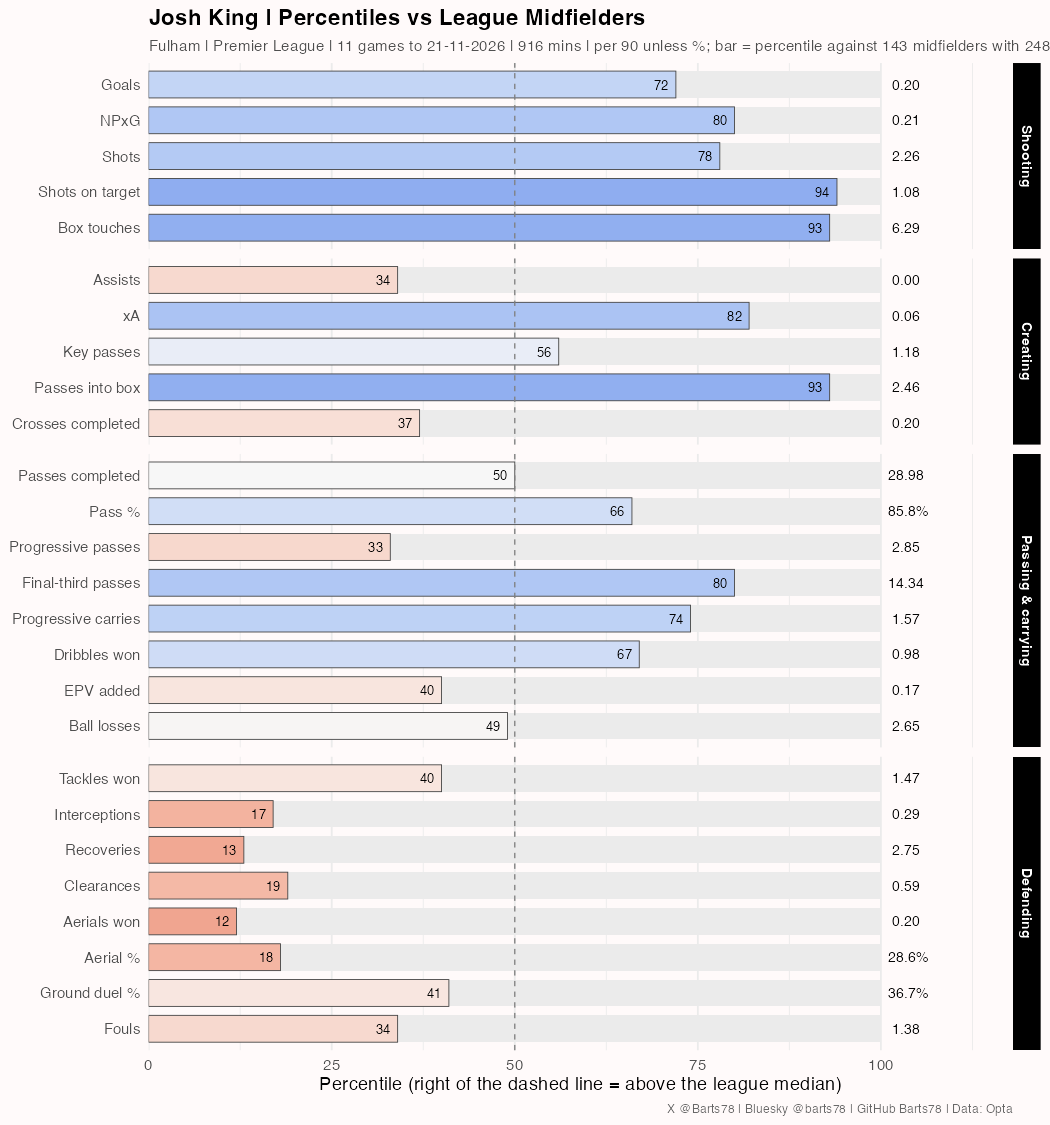 Josh King | Percentiles vs League Midfielders
Fulham | Premier League | 11 games to 21-11-2026 | 916 mins | per 90 unless %; bar = percentile against 143 midfielders with 248
Goals 72 0.20
NPxG 80 0.21
Shots 78 2.26
Shots on target 94 1.08
Box touches 93 6.29
Shooting
Assists 34 0.00
xA 82 0.06
Key passes 56 1.18
Passes into box 93 2.46
Crosses completed 37 0.20
Creating
Passes completed 50 28.98
Pass % 66 85.8%
Progressive passes 33 2.85
Final-third passes 80 14.34
Progressive carries 74 1.57
Dribbles won 67 0.98
EPV added 40 0.17
Ball losses 49 2.65
Passing & carrying
Tackles won 40 1.47
Interceptions 17 0.29
Recoveries 13 2.75
Clearances 19 0.59
Aerials won 12 0.20
Aerial % 18 28.6%
Ground duel % 41 36.7%
Fouls 34 1.38
Defending
0 25 50 75 100
Percentile (right of the dashed line = above the league median)
X @Barts78 | Bluesky @barts78 | GitHub Barts78 | Data: Opta